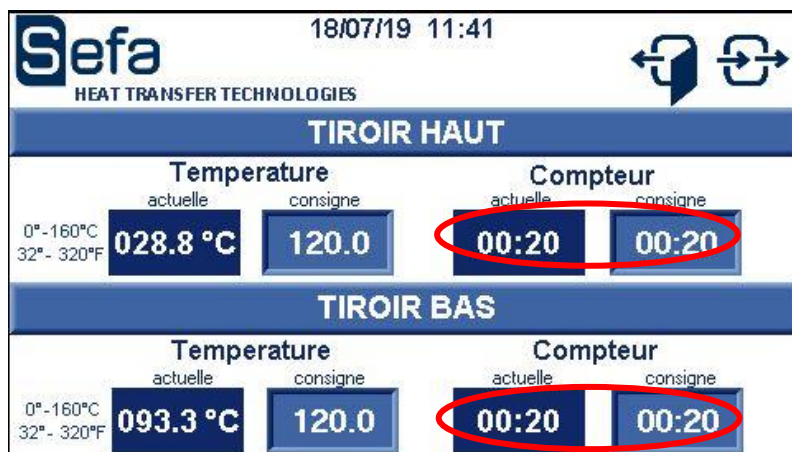 Sefa
18/07/19 11:41
HEAT TRANSFER TECHNOLOGIES
TIROIR HAUT
Temperature Compteur
actuelle consigne actuelle consigne
0°-160°C
32°- 320°F
028.8 °C 120.0 00:20 00:20
TIROIR BAS
Temperature Compteur
actuelle consigne actuelle consigne
0°-160°C
32°- 320°F
093.3 °C 120.0 00:20 00:20